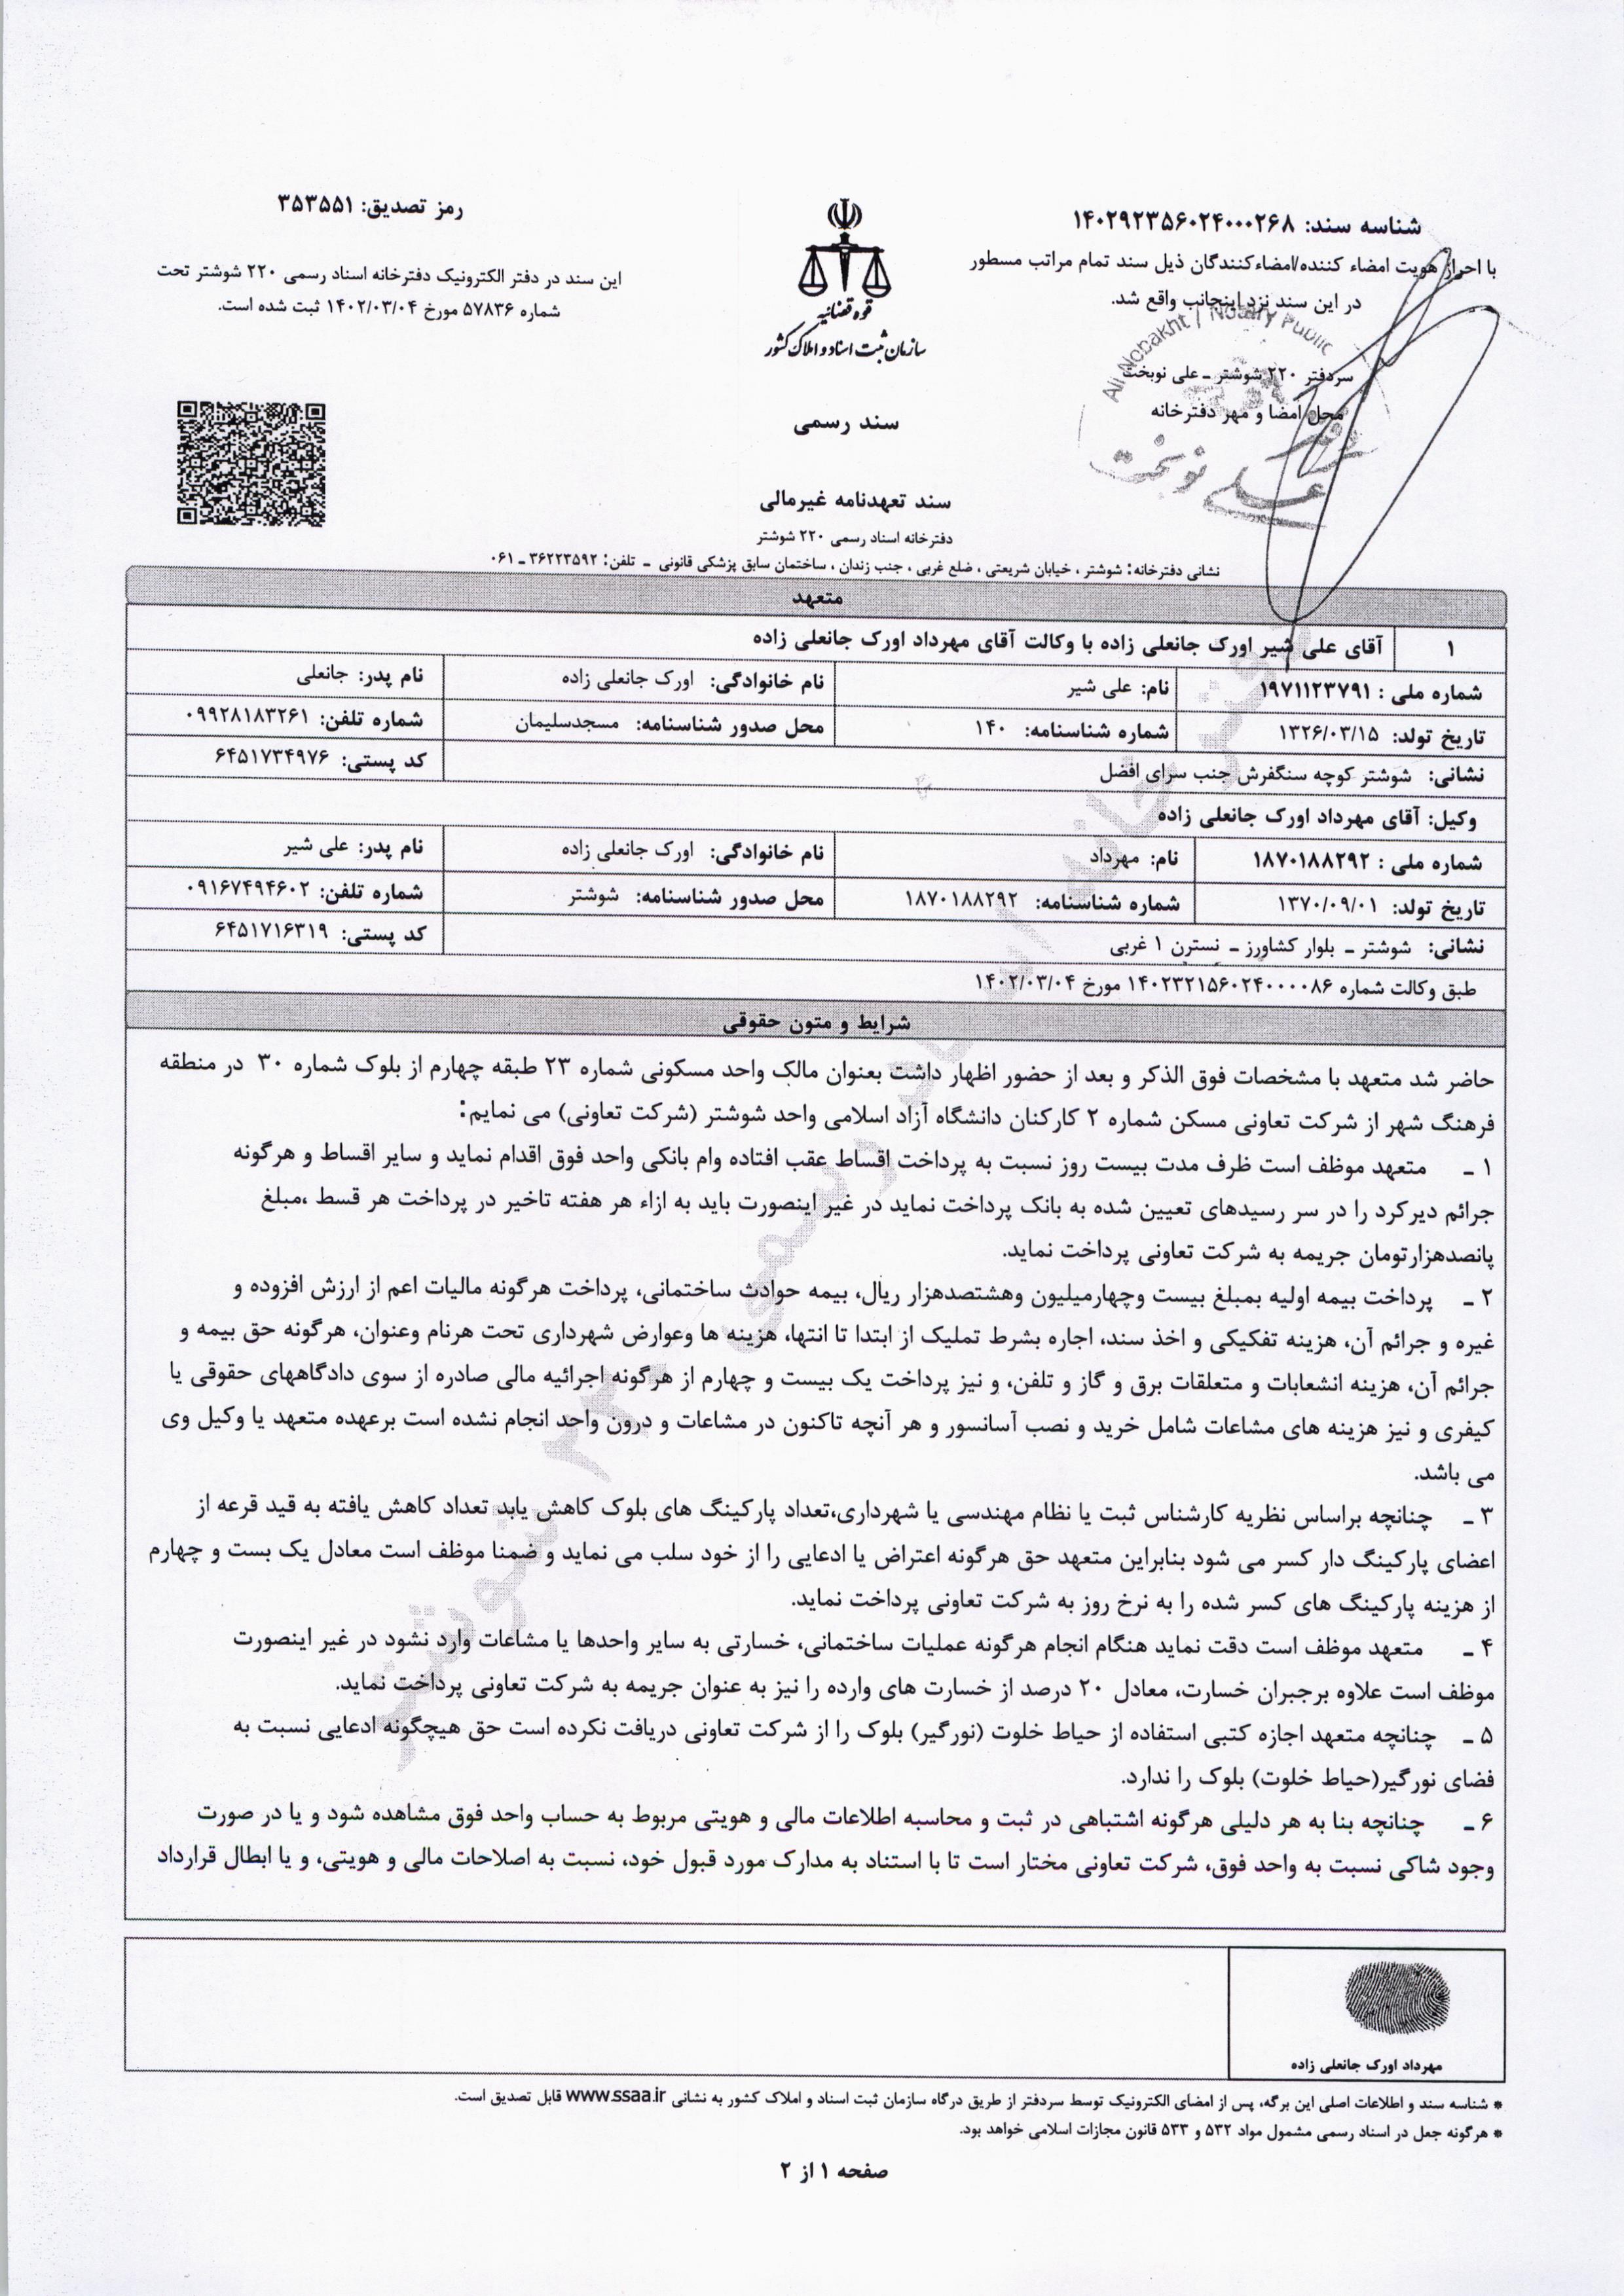 شناسه سند: ۱۴۰۲۹۲۳۵۶۰۲۴۰۰۰۲۶۸
با احراز هویت امضاء کننده/امضاءکنندگان ذیل سند تمام مراتب مسطور
در این سند نزد اینجانب واقع شد.
Ali Nobakht / Notary Public
سردفتر ۲۲۰ شوشتر ـ علی نوبخت
محل امضا و مهر دفترخانه
علی نوبخت
قوه قضائیه
سازمان ثبت اسناد و املاک کشور
سند رسمی
سند تعهدنامه غیرمالی
دفترخانه اسناد رسمی ۲۲۰ شوشتر
رمز تصدیق: ۳۵۳۵۵۱
این سند در دفتر الکترونیک دفترخانه اسناد رسمی ۲۲۰ شوشتر تحت
شماره ۵۷۸۳۶ مورخ ۱۴۰۲/۰۳/۰۴ ثبت شده است.
نشانی دفترخانه: شوشتر ، خیابان شریعتی ، ضلع غربی ، جنب زندان ، ساختمان سابق پزشکی قانونی ـ تلفن: ۳۶۲۲۳۵۹۲ـ۰۶۱
متعهد
۱ آقای علی شیر اورک جانعلی زاده با وکالت آقای مهرداد اورک جانعلی زاده
شماره ملی : ۱۹۷۱۱۲۳۷۹۱ نام: علی شیر نام خانوادگی: اورک جانعلی زاده نام پدر: جانعلی
تاریخ تولد: ۱۳۲۶/۰۳/۱۵ شماره شناسنامه: ۱۴۰ محل صدور شناسنامه: مسجدسلیمان شماره تلفن: ۰۹۹۲۸۱۸۳۲۶۱
نشانی: شوشتر کوچه سنگفرش جنب سرای افضل کد پستی: ۶۴۵۱۷۳۴۹۷۶
وکیل: آقای مهرداد اورک جانعلی زاده
شماره ملی : ۱۸۷۰۱۸۸۲۹۲ نام: مهرداد نام خانوادگی: اورک جانعلی زاده نام پدر: علی شیر
تاریخ تولد: ۱۳۷۰/۰۹/۰۱ شماره شناسنامه: ۱۸۷۰۱۸۸۲۹۲ محل صدور شناسنامه: شوشتر شماره تلفن: ۰۹۱۶۷۴۹۴۶۰۲
نشانی: شوشتر ـ بلوار کشاورز ـ نسترن ۱ غربی کد پستی: ۶۴۵۱۷۱۶۳۱۹
طبق وکالت شماره ۱۴۰۲۳۲۱۵۶۰۲۴۰۰۰۰۸۶ مورخ ۱۴۰۲/۰۳/۰۴
شرایط و متون حقوقی
حاضر شد متعهد با مشخصات فوق الذکر و بعد از حضور اظهار داشت بعنوان مالک واحد مسکونی شماره ۲۳ طبقه چهارم از بلوک شماره ۳۰ در منطقه
فرهنگ شهر از شرکت تعاونی مسکن شماره ۲ کارکنان دانشگاه آزاد اسلامی واحد شوشتر (شرکت تعاونی) می نمایم:
۱ ـ متعهد موظف است ظرف مدت بیست روز نسبت به پرداخت اقساط عقب افتاده وام بانکی واحد فوق اقدام نماید و سایر اقساط و هرگونه
جرائم دیرکرد را در سر رسیدهای تعیین شده به بانک پرداخت نماید در غیر اینصورت باید به ازاء هر هفته تاخیر در پرداخت هر قسط ،مبلغ
پانصدهزارتومان جریمه به شرکت تعاونی پرداخت نماید.
۲ ـ پرداخت بیمه اولیه بمبلغ بیست وچهارمیلیون وهشتصدهزار ریال، بیمه حوادث ساختمانی، پرداخت هرگونه مالیات اعم از ارزش افزوده و
غیره و جرائم آن، هزینه تفکیکی و اخذ سند، اجاره بشرط تملیک از ابتدا تا انتها، هزینه ها وعوارض شهرداری تحت هرنام وعنوان، هرگونه حق بیمه و
جرائم آن، هزینه انشعابات و متعلقات برق و گاز و تلفن، و نیز پرداخت یک بیست و چهارم از هرگونه اجرائیه مالی صادره از سوی دادگاههای حقوقی یا
کیفری و نیز هزینه های مشاعات شامل خرید و نصب آسانسور و هر آنچه تاکنون در مشاعات و درون واحد انجام نشده است برعهده متعهد یا وکیل وی
می باشد.
۳ ـ چنانچه براساس نظریه کارشناس ثبت یا نظام مهندسی یا شهرداری،تعداد پارکینگ های بلوک کاهش یابد تعداد کاهش یافته به قید قرعه از
اعضای پارکینگ دار کسر می شود بنابراین متعهد حق هرگونه اعتراض یا ادعایی را از خود سلب می نماید و ضمنا موظف است معادل یک بست و چهارم
از هزینه پارکینگ های کسر شده را به نرخ روز به شرکت تعاونی پرداخت نماید.
۴ ـ متعهد موظف است دقت نماید هنگام انجام هرگونه عملیات ساختمانی، خسارتی به سایر واحدها یا مشاعات وارد نشود در غیر اینصورت
موظف است علاوه برجبران خسارت، معادل ۲۰ درصد از خسارت های وارده را نیز به عنوان جریمه به شرکت تعاونی پرداخت نماید.
۵ ـ چنانچه متعهد اجازه کتبی استفاده از حیاط خلوت (نورگیر) بلوک را از شرکت تعاونی دریافت نکرده است حق هیچگونه ادعایی نسبت به
فضای نورگیر(حیاط خلوت) بلوک را ندارد.
۶ ـ چنانچه بنا به هر دلیلی هرگونه اشتباهی در ثبت و محاسبه اطلاعات مالی و هویتی مربوط به حساب واحد فوق مشاهده شود و یا در صورت
وجود شاکی نسبت به واحد فوق، شرکت تعاونی مختار است تا با استناد به مدارک مورد قبول خود، نسبت به اصلاحات مالی و هویتی، و یا ابطال قرارداد
مهرداد اورک جانعلی زاده
* شناسه سند و اطلاعات اصلی این برگه، پس از امضای الکترونیک توسط سردفتر از طریق درگاه سازمان ثبت اسناد و املاک کشور به نشانی www.ssaa.ir قابل تصدیق است.
* هرگونه جعل در اسناد رسمی مشمول مواد ۵۳۲ و ۵۳۳ قانون مجازات اسلامی خواهد بود.
صفحه ۱ از ۲